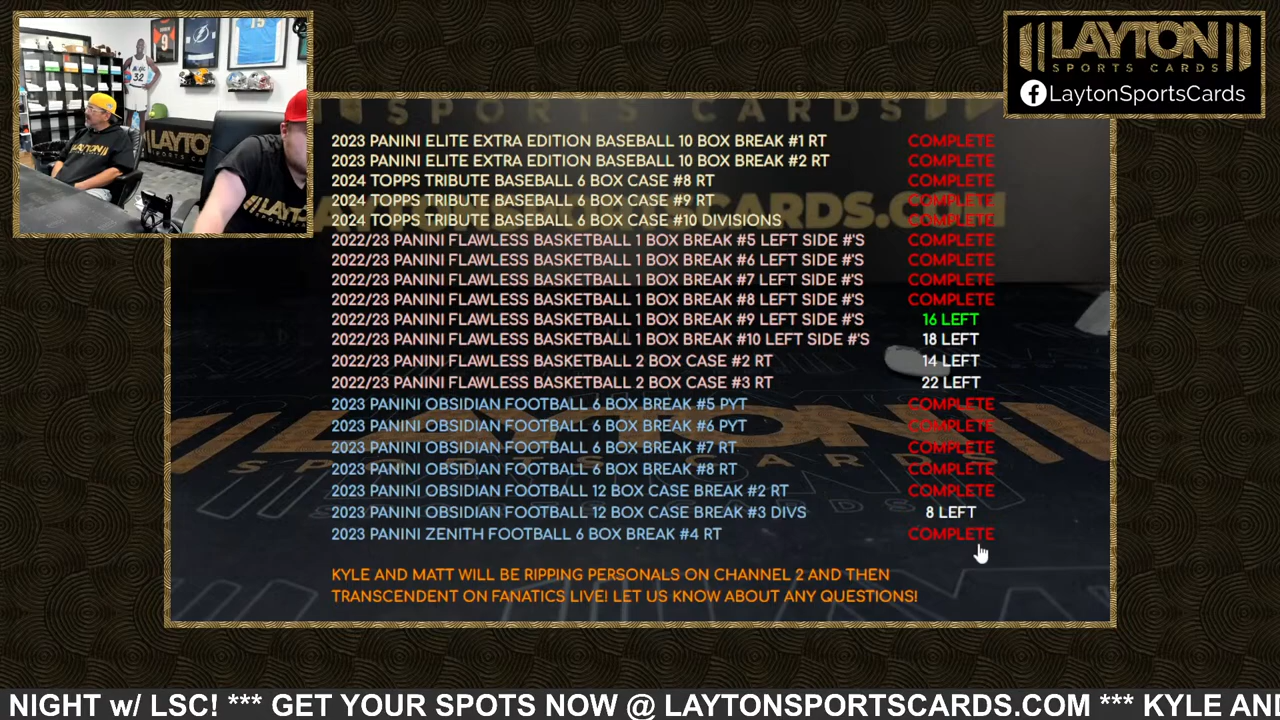 LAYTON
SPORTS CARDS
LaytonSportsCards
SPORTS CARDS
2023 PANINI ELITE EXTRA EDITION BASEBALL 10 BOX BREAK #1 RT COMPLETE
2023 PANINI ELITE EXTRA EDITION BASEBALL 10 BOX BREAK #2 RT COMPLETE
2024 TOPPS TRIBUTE BASEBALL 6 BOX CASE #8 RT COMPLETE
2024 TOPPS TRIBUTE BASEBALL 6 BOX CASE #9 RT COMPLETE
2024 TOPPS TRIBUTE BASEBALL 6 BOX CASE #10 DIVISIONS COMPLETE
2022/23 PANINI FLAWLESS BASKETBALL 1 BOX BREAK #5 LEFT SIDE #'S COMPLETE
2022/23 PANINI FLAWLESS BASKETBALL 1 BOX BREAK #6 LEFT SIDE #'S COMPLETE
2022/23 PANINI FLAWLESS BASKETBALL 1 BOX BREAK #7 LEFT SIDE #'S COMPLETE
2022/23 PANINI FLAWLESS BASKETBALL 1 BOX BREAK #8 LEFT SIDE #'S COMPLETE
2022/23 PANINI FLAWLESS BASKETBALL 1 BOX BREAK #9 LEFT SIDE #'S 16 LEFT
2022/23 PANINI FLAWLESS BASKETBALL 1 BOX BREAK #10 LEFT SIDE #'S 18 LEFT
2022/23 PANINI FLAWLESS BASKETBALL 2 BOX CASE #2 RT 14 LEFT
2022/23 PANINI FLAWLESS BASKETBALL 2 BOX CASE #3 RT 22 LEFT
2023 PANINI OBSIDIAN FOOTBALL 6 BOX BREAK #5 PYT COMPLETE
2023 PANINI OBSIDIAN FOOTBALL 6 BOX BREAK #6 PYT COMPLETE
2023 PANINI OBSIDIAN FOOTBALL 6 BOX BREAK #7 RT COMPLETE
2023 PANINI OBSIDIAN FOOTBALL 6 BOX BREAK #8 RT COMPLETE
2023 PANINI OBSIDIAN FOOTBALL 12 BOX CASE BREAK #2 RT COMPLETE
2023 PANINI OBSIDIAN FOOTBALL 12 BOX CASE BREAK #3 DIVS 8 LEFT
2023 PANINI ZENITH FOOTBALL 6 BOX BREAK #4 RT COMPLETE
KYLE AND MATT WILL BE RIPPING PERSONALS ON CHANNEL 2 AND THEN
TRANSCENDENT ON FANATICS LIVE! LET US KNOW ABOUT ANY QUESTIONS!
NIGHT w/ LSC! *** GET YOUR SPOTS NOW @ LAYTONSPORTSCARDS.COM *** KYLE AN